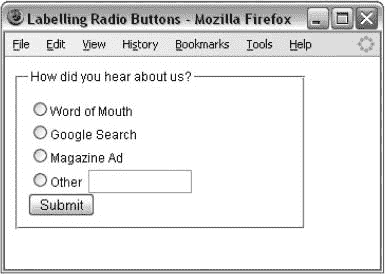 Labelling Radio Buttons - Mozilla Firefox
File Edit View History Bookmarks Tools Help
How did you hear about us?
Word of Mouth
Google Search
Magazine Ad
Other
Submit